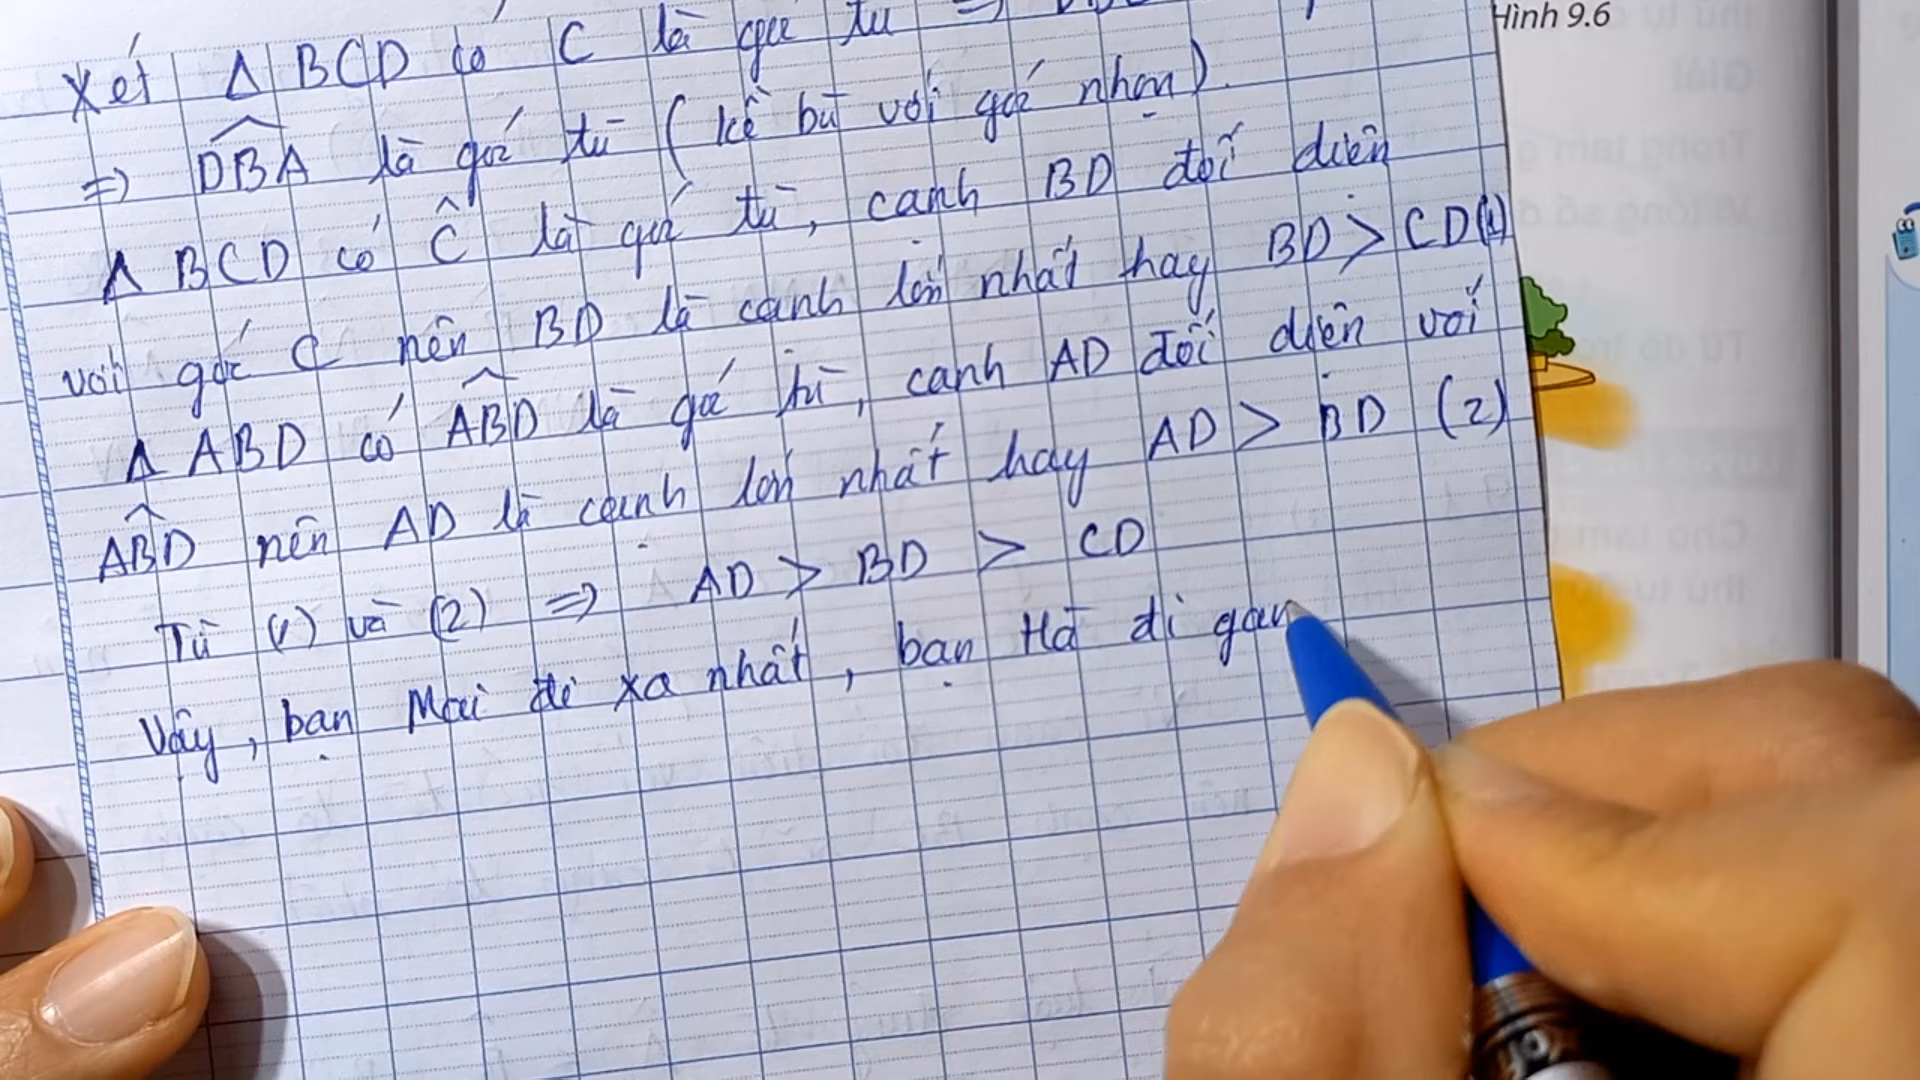 Hình 9.6
Xét Δ BCD có C là góc tù ⇒
⇒ DBA là góc tù (kề bù với góc nhọn).
Δ BCD có Ĉ là góc tù, cạnh BD đối diện
với góc C nên BD là cạnh lớn nhất hay BD > CD (1)
Δ ABD có ABD là góc tù, cạnh AD đối diện với
ABD nên AD là cạnh lớn nhất hay AD > BD (2)
Từ (1) và (2) ⇒ AD > BD > CD
Vậy, bạn Mai đi xa nhất, bạn Hà đi gần